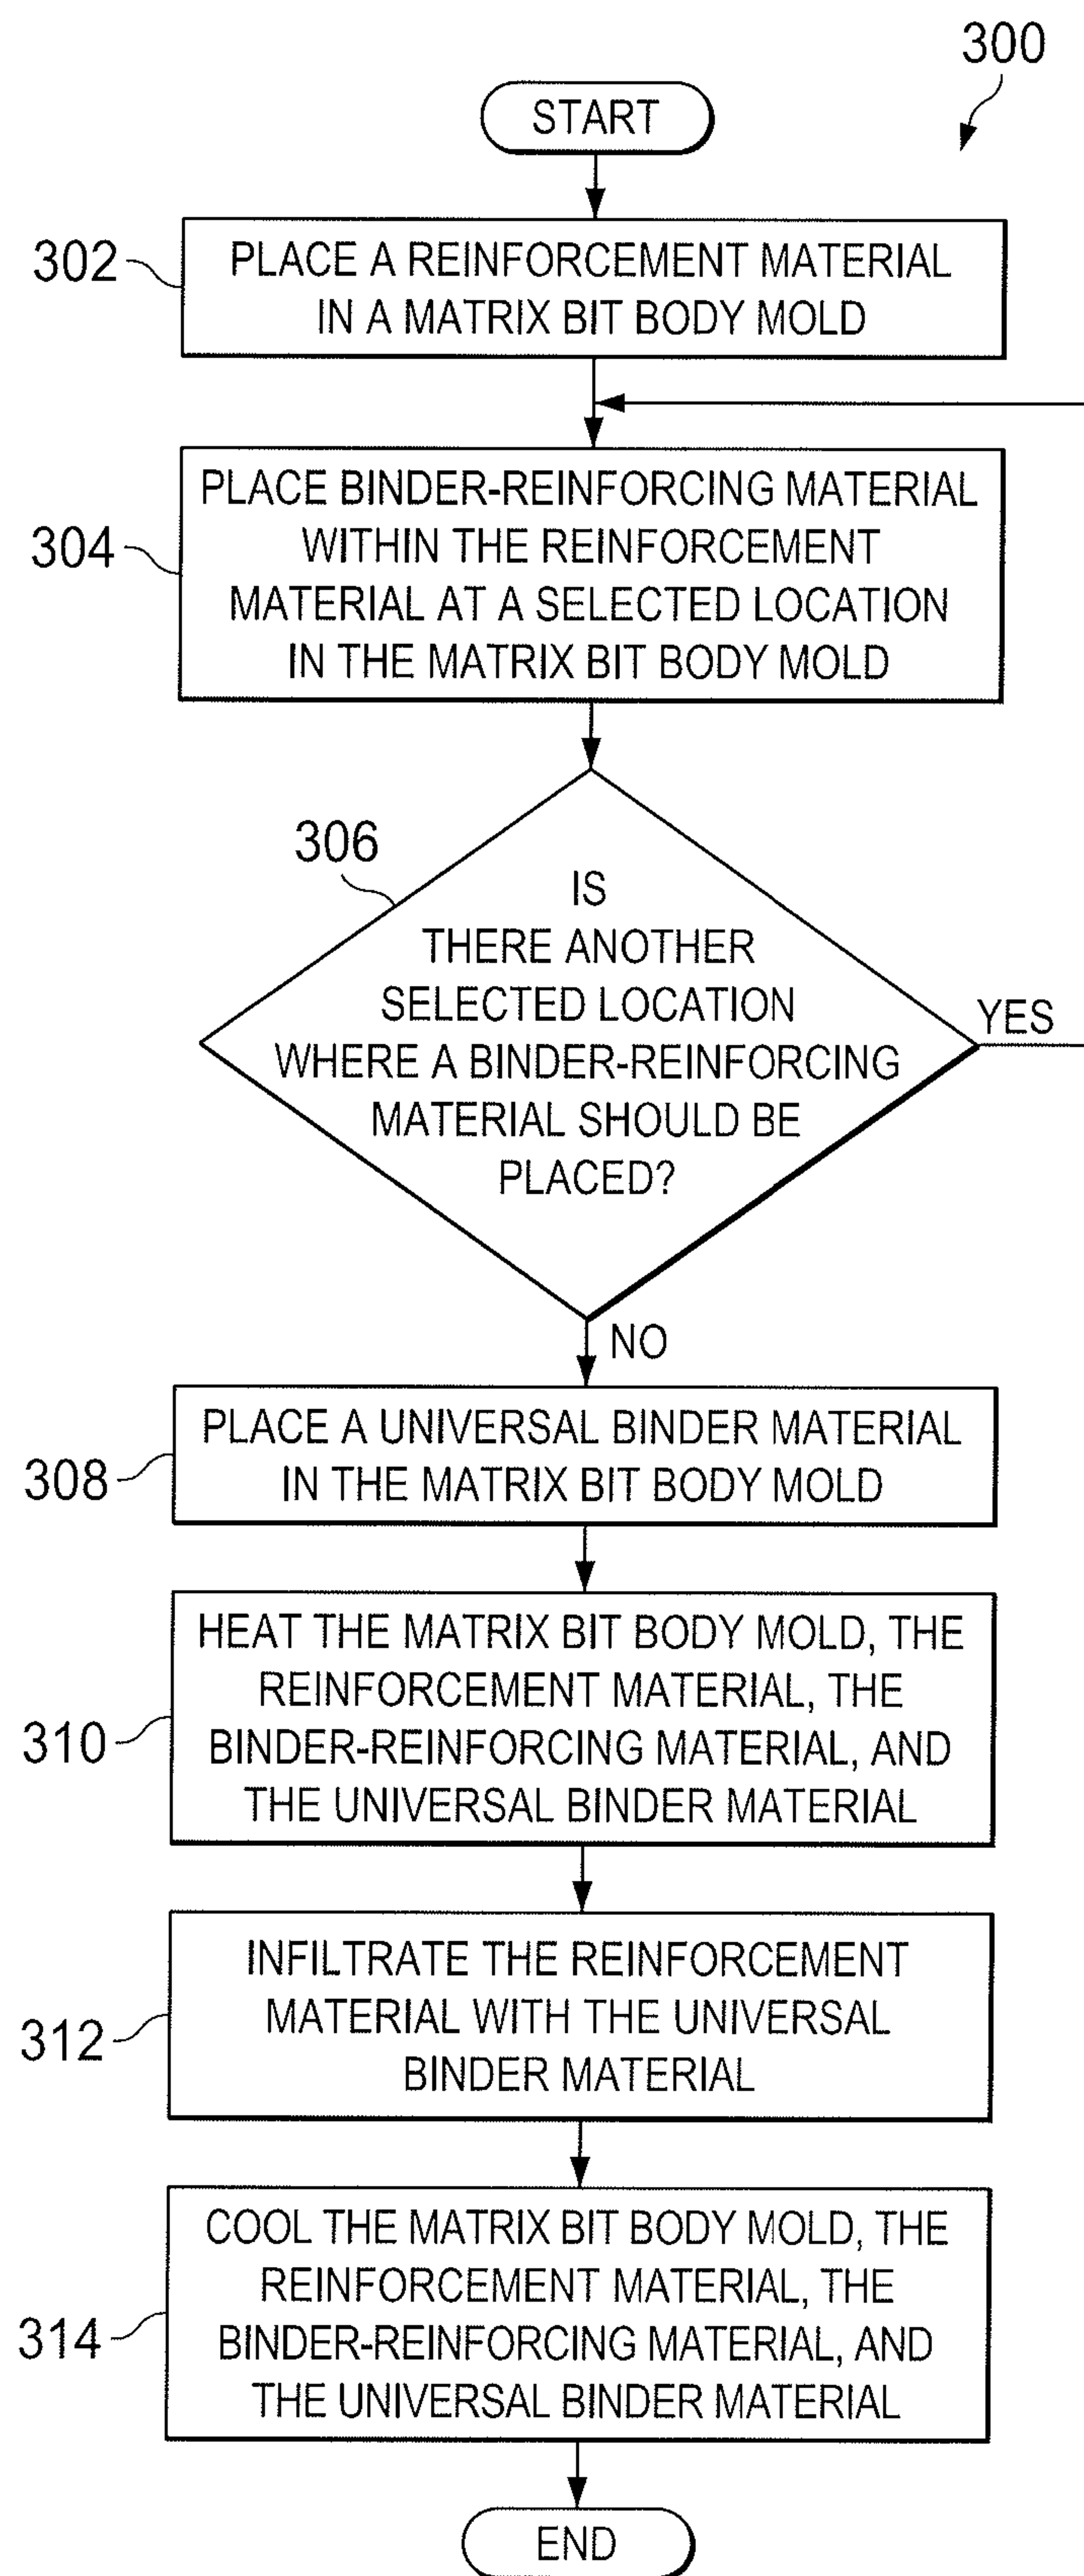 300
START
302
PLACE A REINFORCEMENT MATERIAL
IN A MATRIX BIT BODY MOLD
304
PLACE BINDER-REINFORCING MATERIAL
WITHIN THE REINFORCEMENT
MATERIAL AT A SELECTED LOCATION
IN THE MATRIX BIT BODY MOLD
306
IS
THERE ANOTHER
SELECTED LOCATION
WHERE A BINDER-REINFORCING
MATERIAL SHOULD BE
PLACED?
YES
NO
308
PLACE A UNIVERSAL BINDER MATERIAL
IN THE MATRIX BIT BODY MOLD
310
HEAT THE MATRIX BIT BODY MOLD, THE
REINFORCEMENT MATERIAL, THE
BINDER-REINFORCING MATERIAL, AND
THE UNIVERSAL BINDER MATERIAL
312
INFILTRATE THE REINFORCEMENT
MATERIAL WITH THE UNIVERSAL
BINDER MATERIAL
314
COOL THE MATRIX BIT BODY MOLD, THE
REINFORCEMENT MATERIAL, THE
BINDER-REINFORCING MATERIAL, AND
THE UNIVERSAL BINDER MATERIAL
END